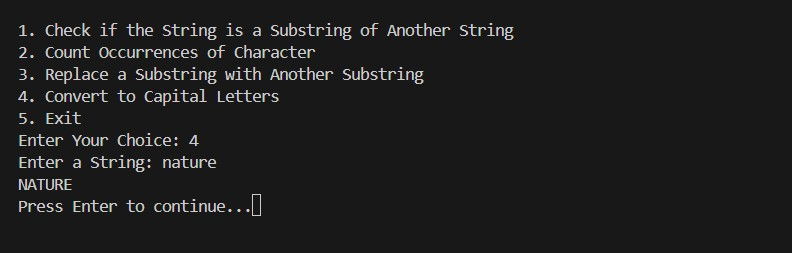 1. Check if the String is a Substring of Another String
2. Count Occurrences of Character
3. Replace a Substring with Another Substring
4. Convert to Capital Letters
5. Exit
Enter Your Choice: 4
Enter a String: nature
NATURE
Press Enter to continue...